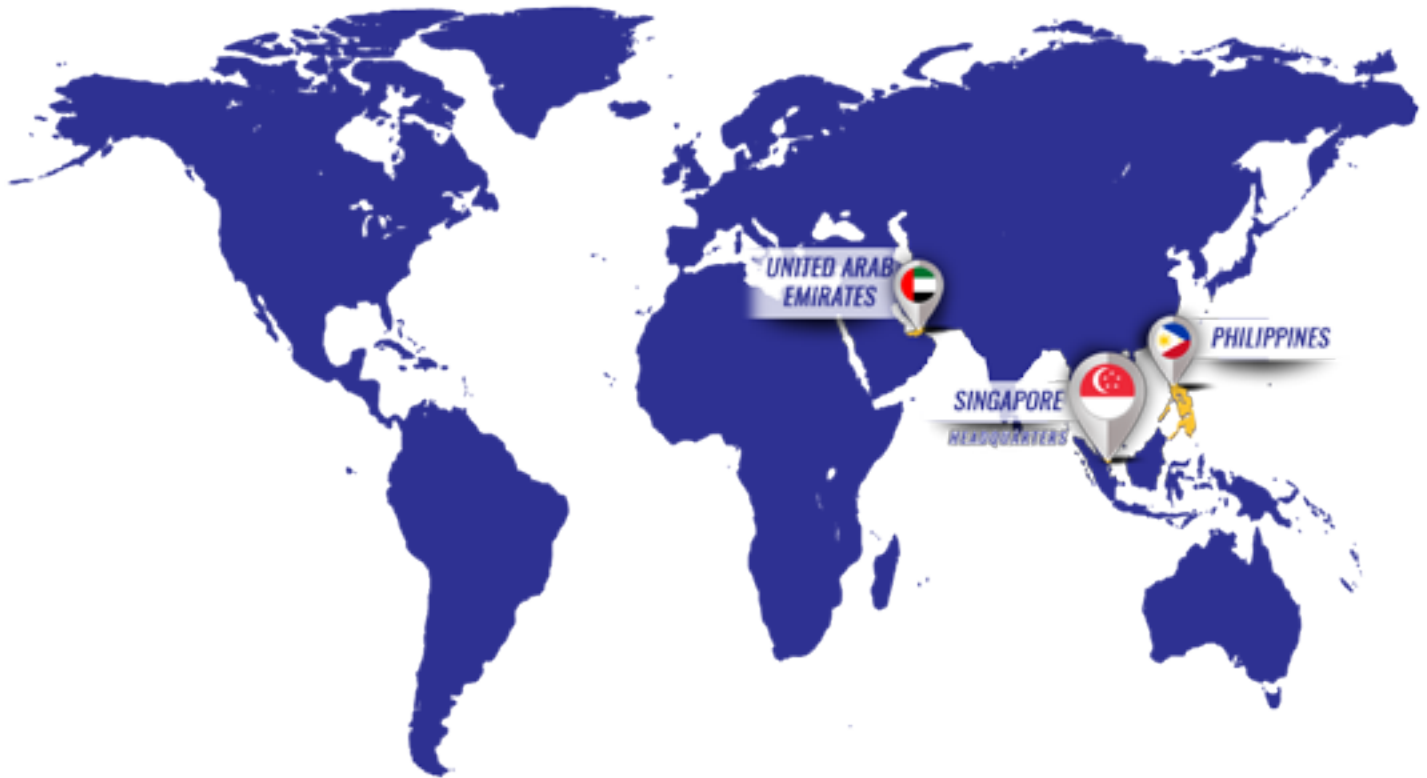 UNITED ARAB
EMIRATES
PHILIPPINES
SINGAPORE
HEADQUARTERS